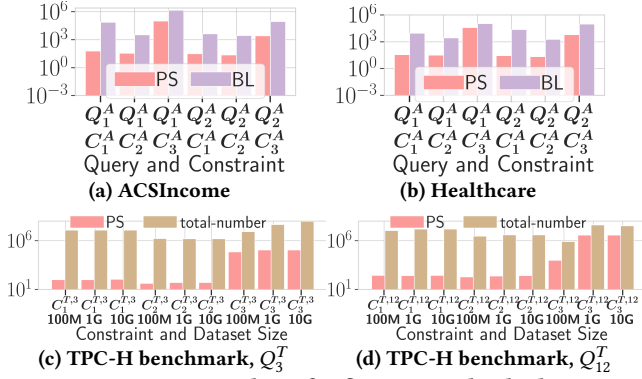 10^6
10^3
10^0
10^−3
PS BL
Q_1^A Q_1^A Q_1^A Q_2^A Q_2^A Q_2^A
C_1^A C_2^A C_3^A C_1^A C_2^A C_3^A
Query and Constraint
(a) ACSIncome
10^6
10^3
10^0
10^−3
PS BL
Q_1^A Q_1^A Q_1^A Q_2^A Q_2^A Q_2^A
C_1^A C_2^A C_3^A C_1^A C_2^A C_3^A
Query and Constraint
(b) Healthcare
PS total-number
10^6
10^1
C_1^{T,3} C_1^{T,3} C_1^{T,3} C_2^{T,3} C_2^{T,3} C_2^{T,3} C_3^{T,3} C_3^{T,3} C_3^{T,3}
100M 1G 10G 100M 1G 10G 100M 1G 10G
Constraint and Dataset Size
(c) TPC-H benchmark, Q_3^T
PS total-number
10^6
10^1
C_1^{T,12} C_1^{T,12} C_1^{T,12} C_2^{T,12} C_2^{T,12} C_2^{T,12} C_3^{T,12} C_3^{T,12} C_3^{T,12}
100M 1G 10G 100M 1G 10G 100M 1G 10G
Constraint and Dataset Size
(d) TPC-H benchmark, Q_12^T